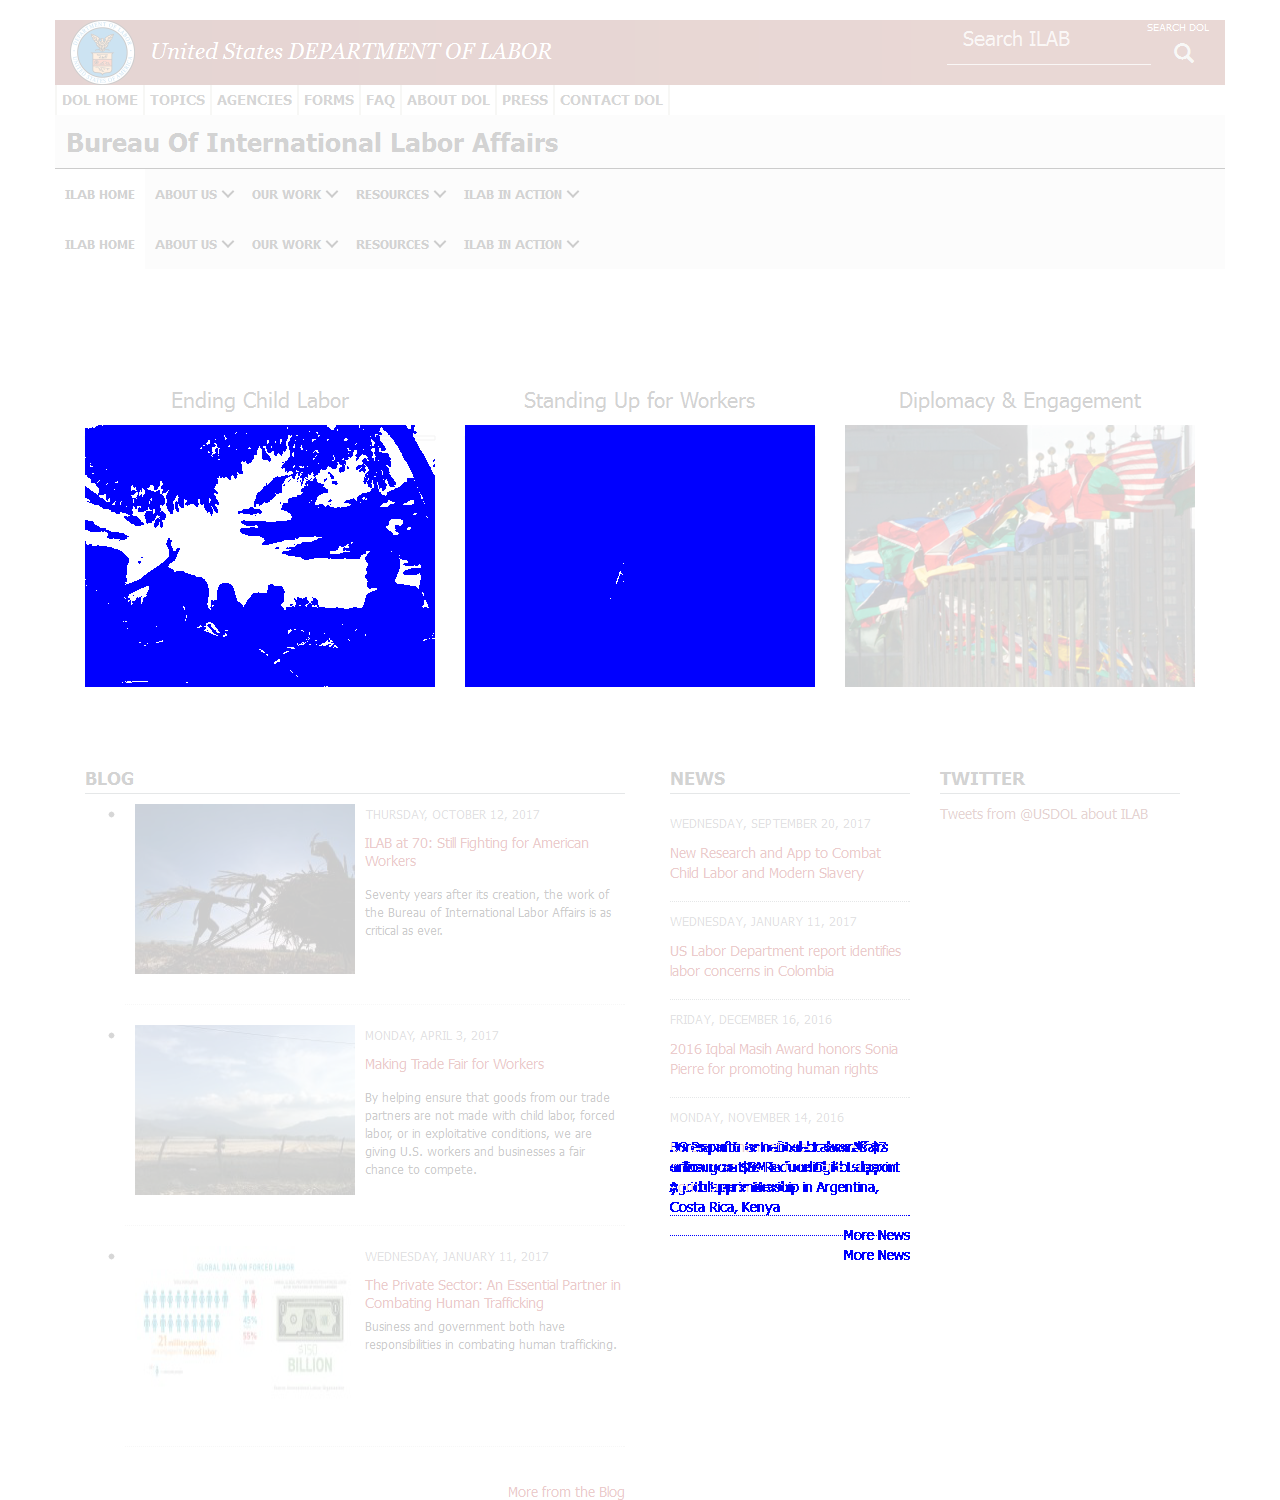 United States DEPARTMENT OF LABOR
Search ILAB
SEARCH DOL
DOL HOME TOPICS AGENCIES FORMS FAQ ABOUT DOL PRESS CONTACT DOL
Bureau Of International Labor Affairs
ILAB HOME ABOUT US OUR WORK RESOURCES ILAB IN ACTION
ILAB HOME ABOUT US OUR WORK RESOURCES ILAB IN ACTION
Ending Child Labor
Standing Up for Workers
Diplomacy & Engagement
BLOG
THURSDAY, OCTOBER 12, 2017
ILAB at 70: Still Fighting for American
Workers
Seventy years after its creation, the work of
the Bureau of International Labor Affairs is as
critical as ever.
MONDAY, APRIL 3, 2017
Making Trade Fair for Workers
By helping ensure that goods from our trade
partners are not made with child labor, forced
labor, or in exploitative conditions, we are
giving U.S. workers and businesses a fair
chance to compete.
GLOBAL DATA ON FORCED LABOR
21 million people
45%
55%
$150
BILLION
WEDNESDAY, JANUARY 11, 2017
The Private Sector: An Essential Partner in
Combating Human Trafficking
Business and government both have
responsibilities in combating human trafficking.
More from the Blog
NEWS
WEDNESDAY, SEPTEMBER 20, 2017
New Research and App to Combat
Child Labor and Modern Slavery
WEDNESDAY, JANUARY 11, 2017
US Labor Department report identifies
labor concerns in Colombia
FRIDAY, DECEMBER 16, 2016
2016 Iqbal Masih Award honors Sonia
Pierre for promoting human rights
MONDAY, NOVEMBER 14, 2016
in Argentina,
Costa Rica, Kenya
More News
More News
TWITTER
Tweets from @USDOL about ILAB